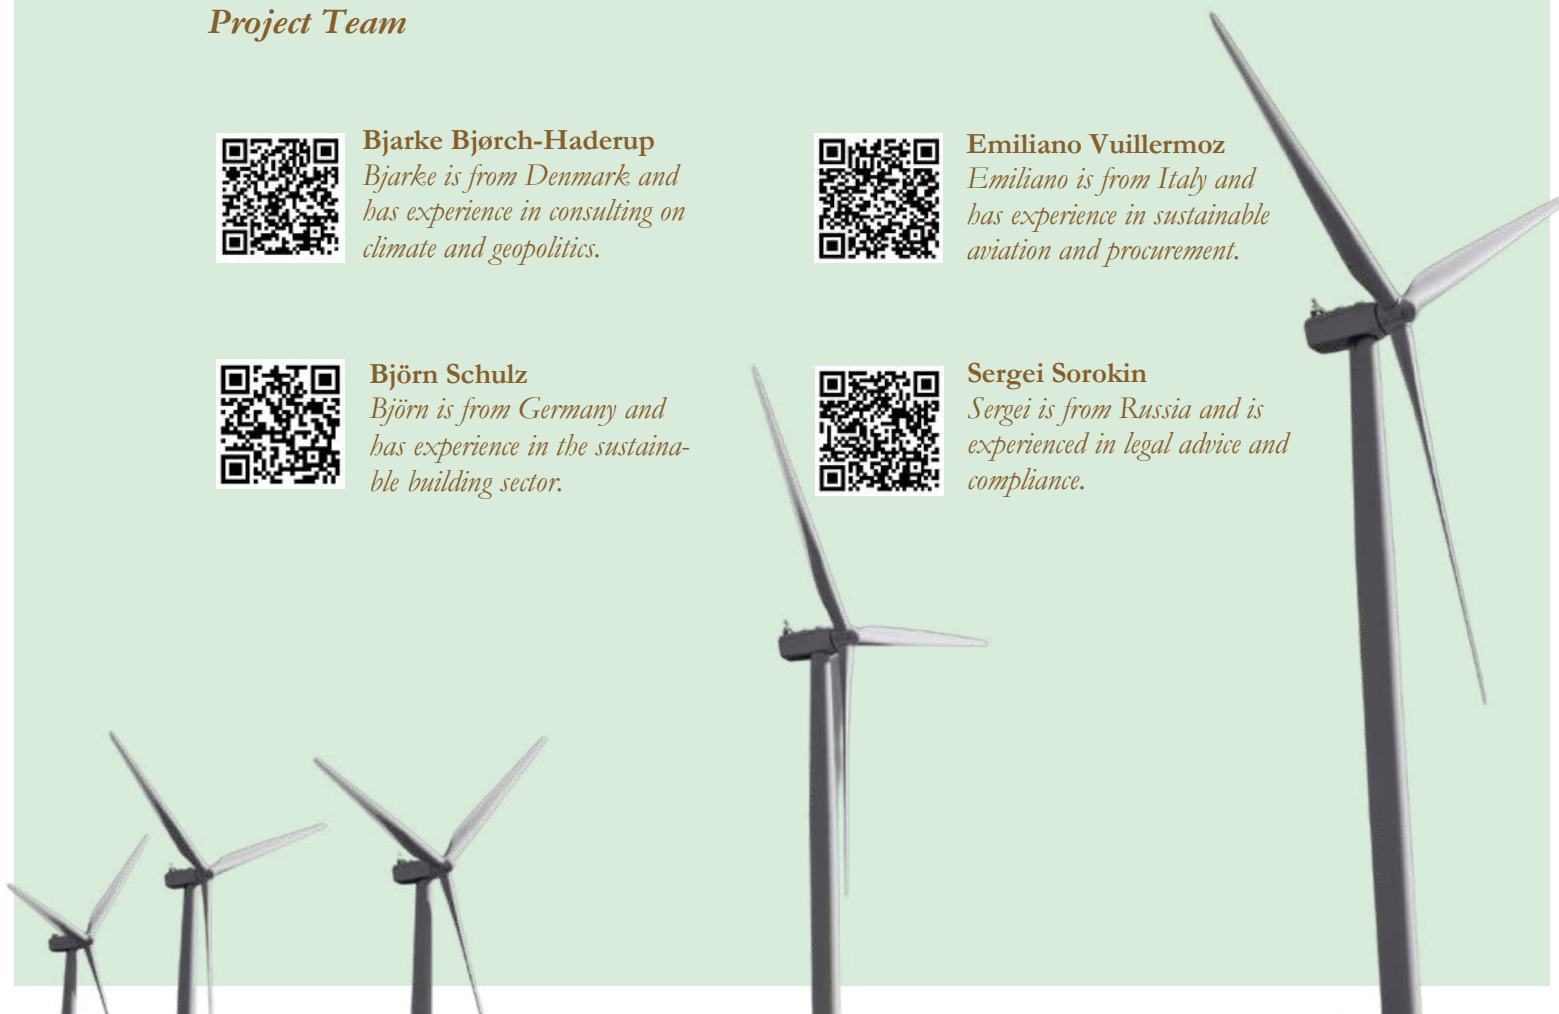 Project Team
Bjarke Bjørch-Haderup
Bjarke is from Denmark and
has experience in consulting on
climate and geopolitics.
Emiliano Vuillermoz
Emiliano is from Italy and
has experience in sustainable
aviation and procurement.
Björn Schulz
Björn is from Germany and
has experience in the sustaina-
ble building sector.
Sergei Sorokin
Sergei is from Russia and is
experienced in legal advice and
compliance.